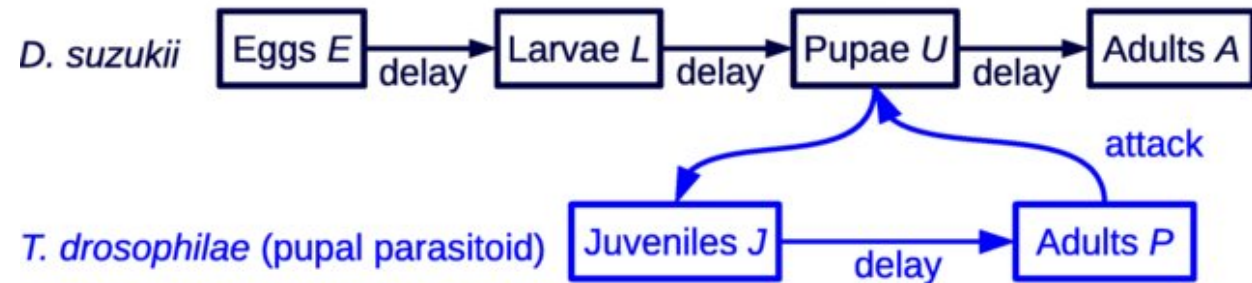 D. suzukii Eggs E Larvae L Pupae U Adults A
delay delay delay
attack
T. drosophilae (pupal parasitoid) Juveniles J Adults P
delay